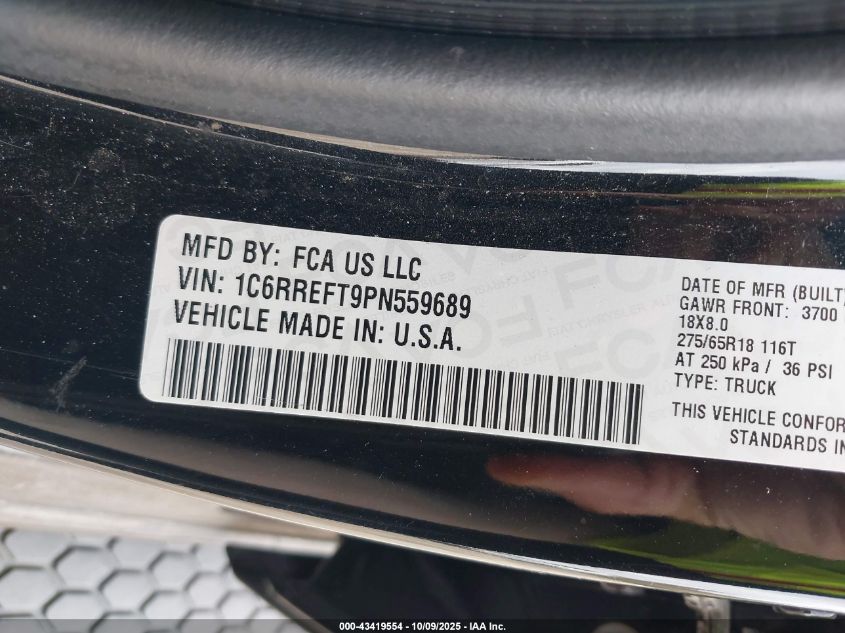 MFD BY: FCA US LLC
VIN: 1C6RREFT9PN559689
VEHICLE MADE IN: U.S.A.
DATE OF MFR (BUILT)
GAWR FRONT: 3700
18X8.0
275/65R18 116T
AT 250 kPa / 36 PSI
TYPE: TRUCK
THIS VEHICLE
STANDARDS
000-43419554 - 10/09/2025 - IAA Inc.